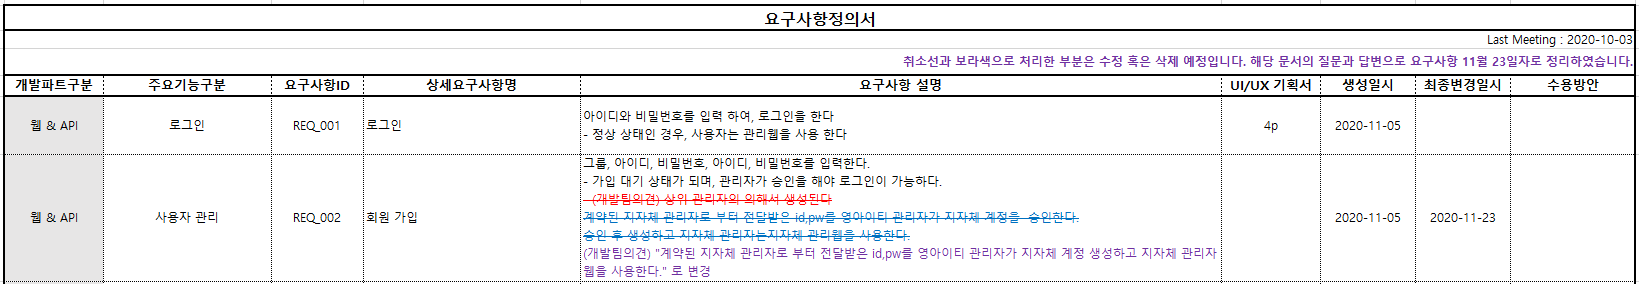 요구사항정의서
Last Meeting : 2020-10-03
취소선과 보라색으로 처리한 부분은 수정 혹은 삭제 예정입니다. 해당 문서의 질문과 답변으로 요구사항 11월 23일자로 정리하였습니다.
개발파트구분 주요기능구분 요구사항ID 상세요구사항명 요구사항 설명 UI/UX 기획서 생성일시 최종변경일시 수용방안
웹 & API 로그인 REQ_001 로그인
아이디와 비밀번호를 입력 하여, 로그인을 한다
- 정상 상태인 경우, 사용자는 관리웹을 사용 한다
4p 2020-11-05
웹 & API 사용자 관리 REQ_002 회원 가입
그룹, 아이디, 비밀번호, 아이디, 비밀번호를 입력한다.
- 가입 대기 상태가 되며, 관리자가 승인을 해야 로그인이 가능하다.
- (개발팀의견) 상위 관리자의 의해서 생성된다
계약된 지자체 관리자로 부터 전달받은 id,pw를 영아이티 관리자가 지자체 계정을 승인한다.
승인 후 생성하고 지자체 관리자는지자체 관리웹을 사용한다.
(개발팀의견) "계약된 지자체 관리자로 부터 전달받은 id,pw를 영아이티 관리자가 지자체 계정 생성하고 지자체 관리자
웹을 사용한다." 로 변경
2020-11-05 2020-11-23